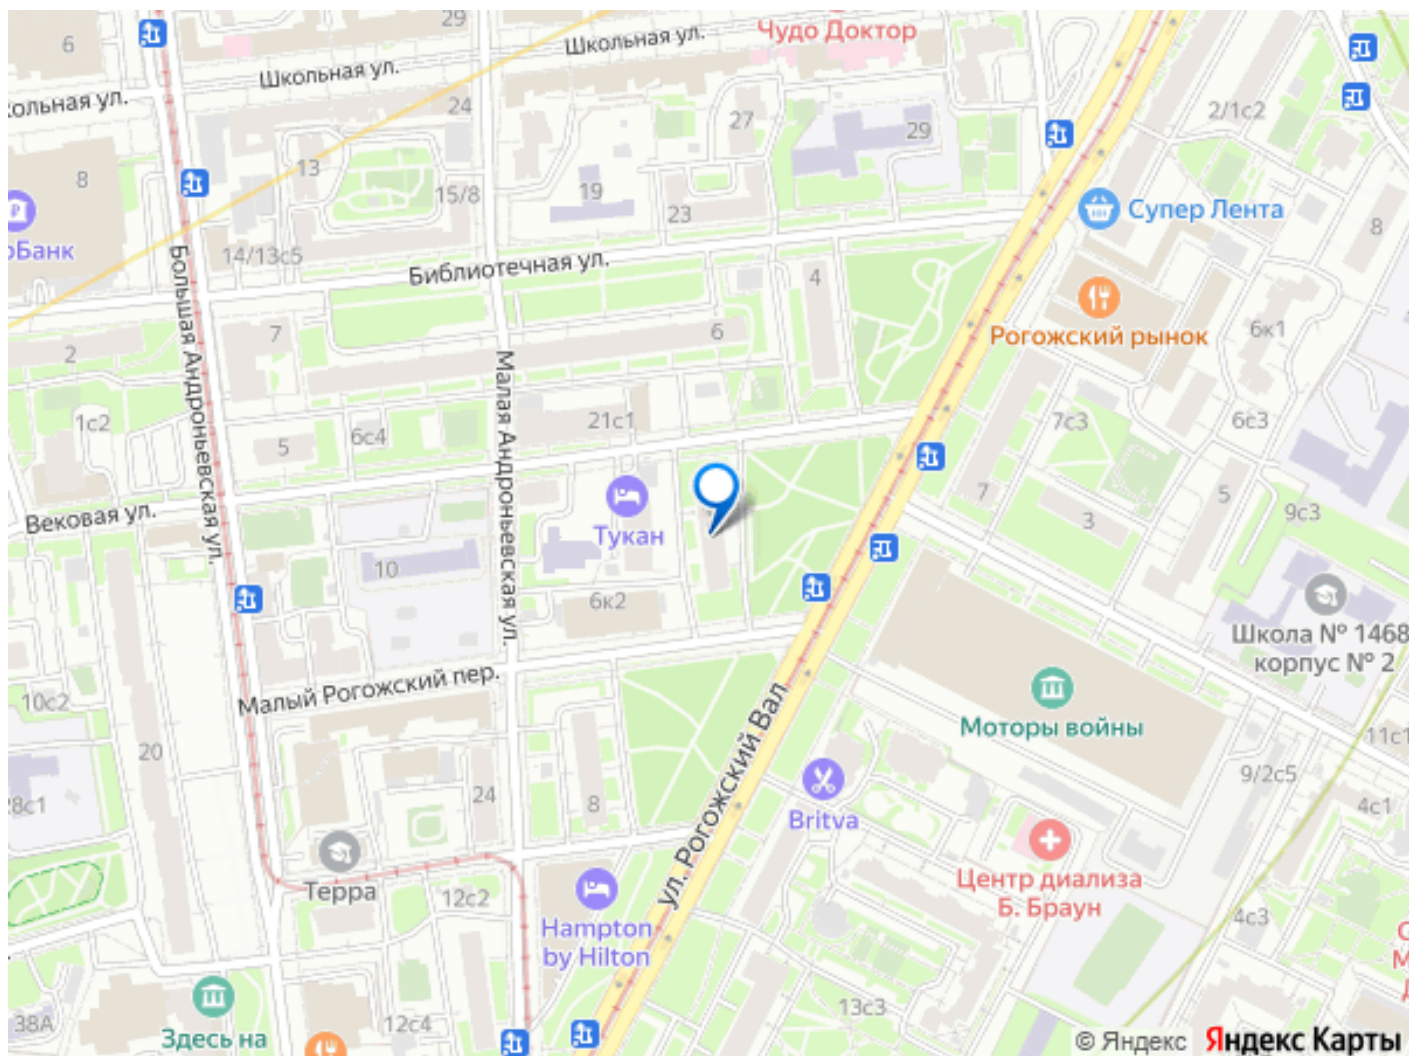 29
6
Школьная ул.
Чудо Доктор
Школьная ул.
кольная ул.
24
27
29
2/1с2
13
8
19
15/8
23
Супер Лента
8
оБанк
14/13с5
Библиотечная ул.
4
Большая Андроньевская ул.
7
6
Рогожский рынок
6к1
2
Малая Андроньевская ул.
1с2
5
6с4
21с1
7с3
6с3
7
5
Вековая ул.
Тукан
3
9с3
10
6к2
Школа № 1468
корпус № 2
Малый Рогожский пер.
10с2
Моторы войны
ул. Рогожский Вал
20
11с1
9/2с5
28с1
24
8
Britva
4с1
Терра
12с2
Центр диализа
Б. Браун
Hampton
by Hilton
4с3
С
М
Д
38А
Здесь на
12с4
13с3
© Яндекс Яндекс Карты